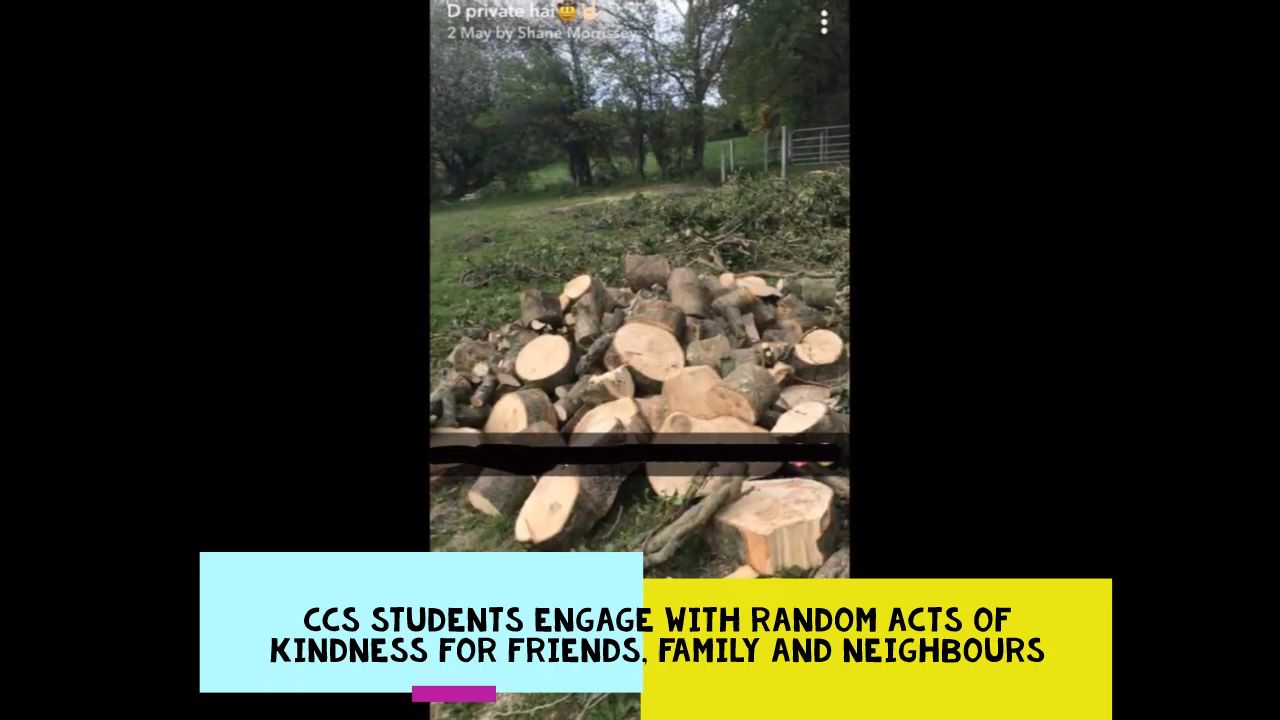 D private hai🤠👍🏻
2 May by Shane Morrissey
CCS STUDENTS ENGAGE WITH RANDOM ACTS OF
KINDNESS FOR FRIENDS, FAMILY AND NEIGHBOURS